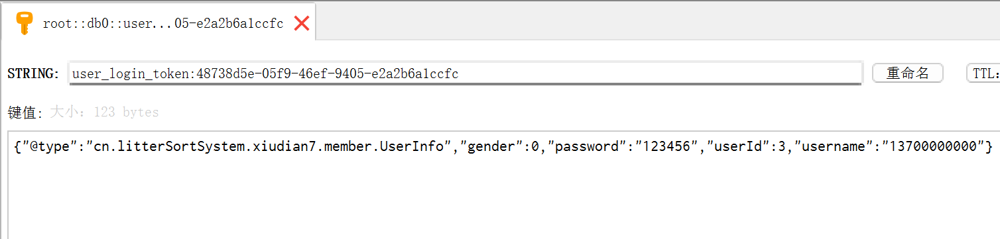 root::db0::user...05-e2a2b6a1ccfc
STRING: user_login_token:48738d5e-05f9-46ef-9405-e2a2b6a1ccfc 重命名 TTL:
键值: 大小: 123 bytes
{"@type":"cn.litterSortSystem.xiudian7.member.UserInfo","gender":0,"password":"123456","userId":3,"username":"13700000000"}